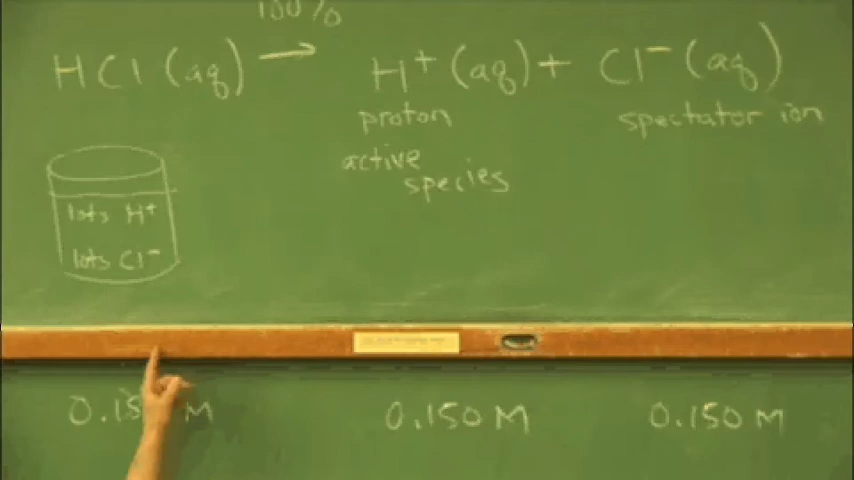 100%
HCl (aq) → H⁺ (aq) + Cl⁻ (aq)
proton
spectator ion
active
species
lots H⁺
lots Cl⁻
M
0.150 M
0.150 M